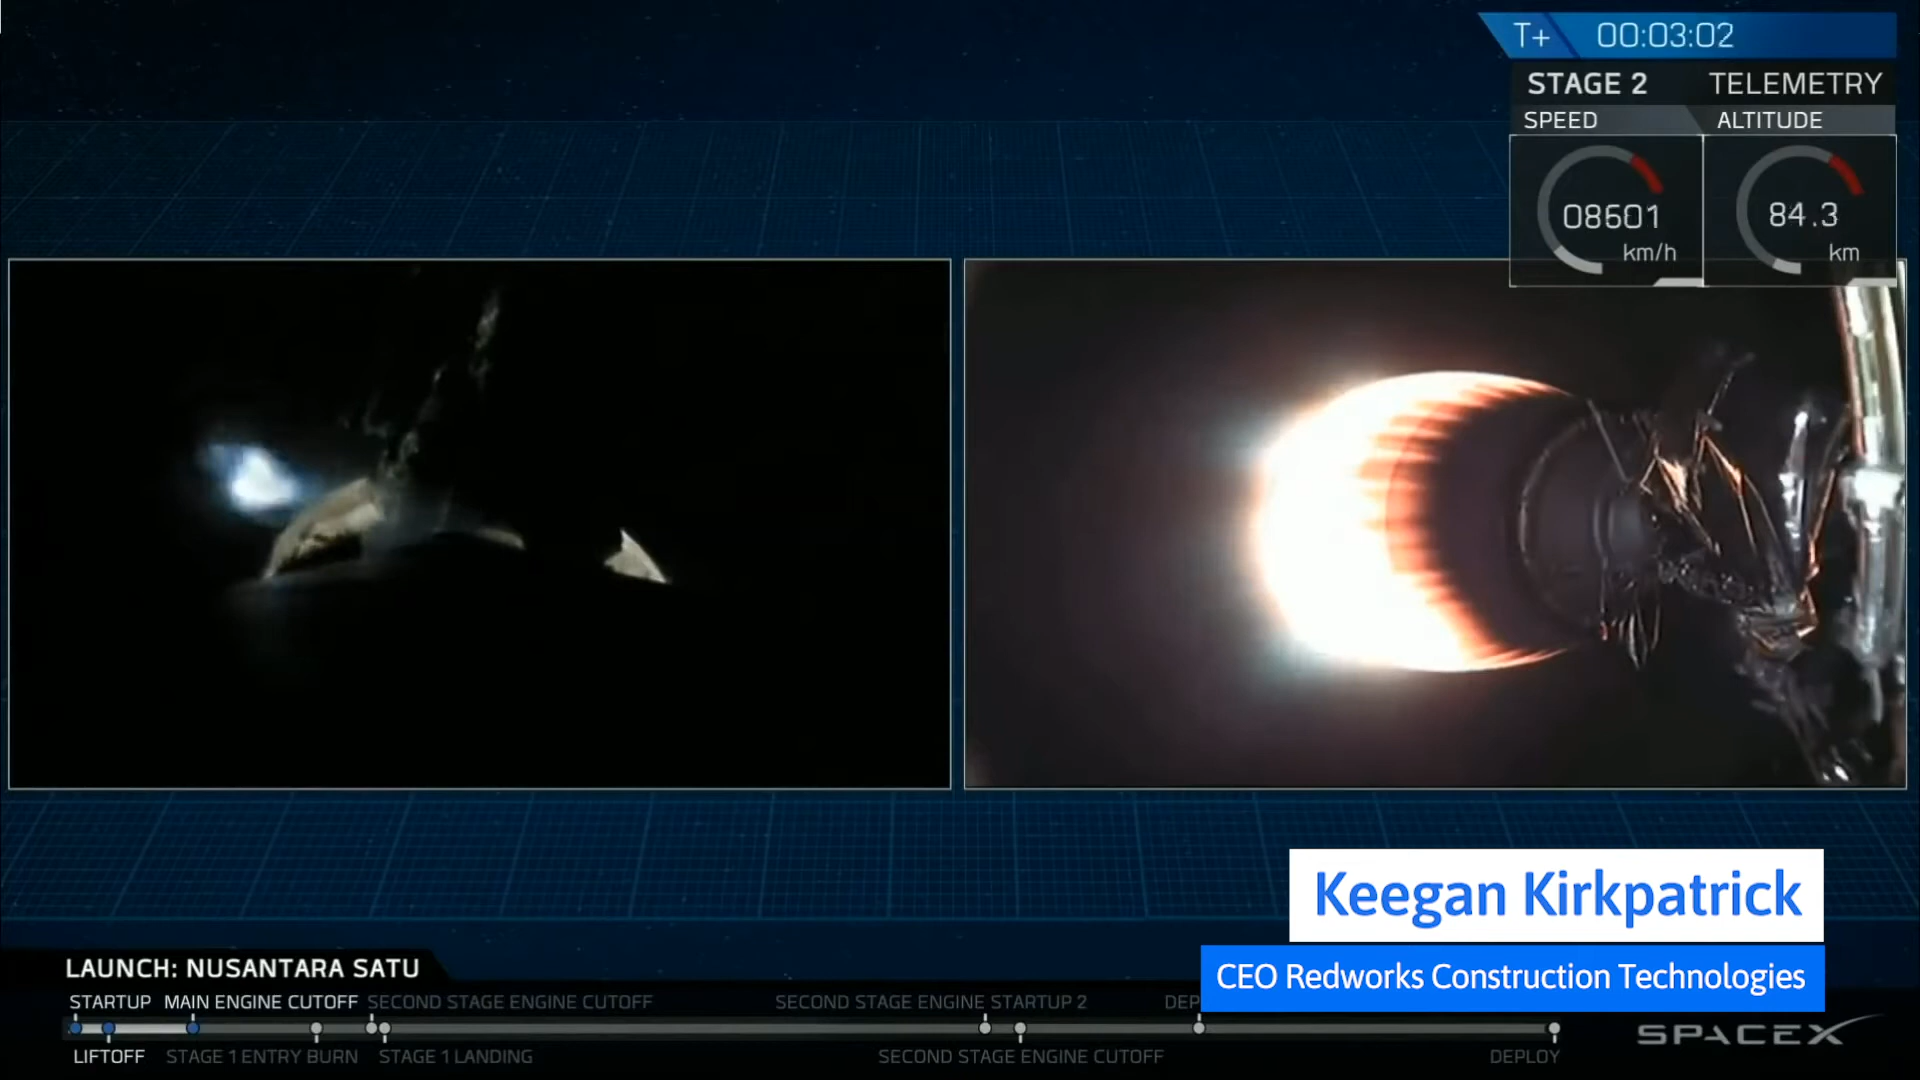 T+ 00:03:02
STAGE 2 TELEMETRY
SPEED ALTITUDE
08601 84.3
km/h km
Keegan Kirkpatrick
CEO Redworks Construction Technologies
LAUNCH: NUSANTARA SATU
STARTUP MAIN ENGINE CUTOFF SECOND STAGE ENGINE CUTOFF SECOND STAGE ENGINE STARTUP 2 DEP
LIFTOFF STAGE 1 ENTRY BURN STAGE 1 LANDING SECOND STAGE ENGINE CUTOFF DEPLOY
SPACEX